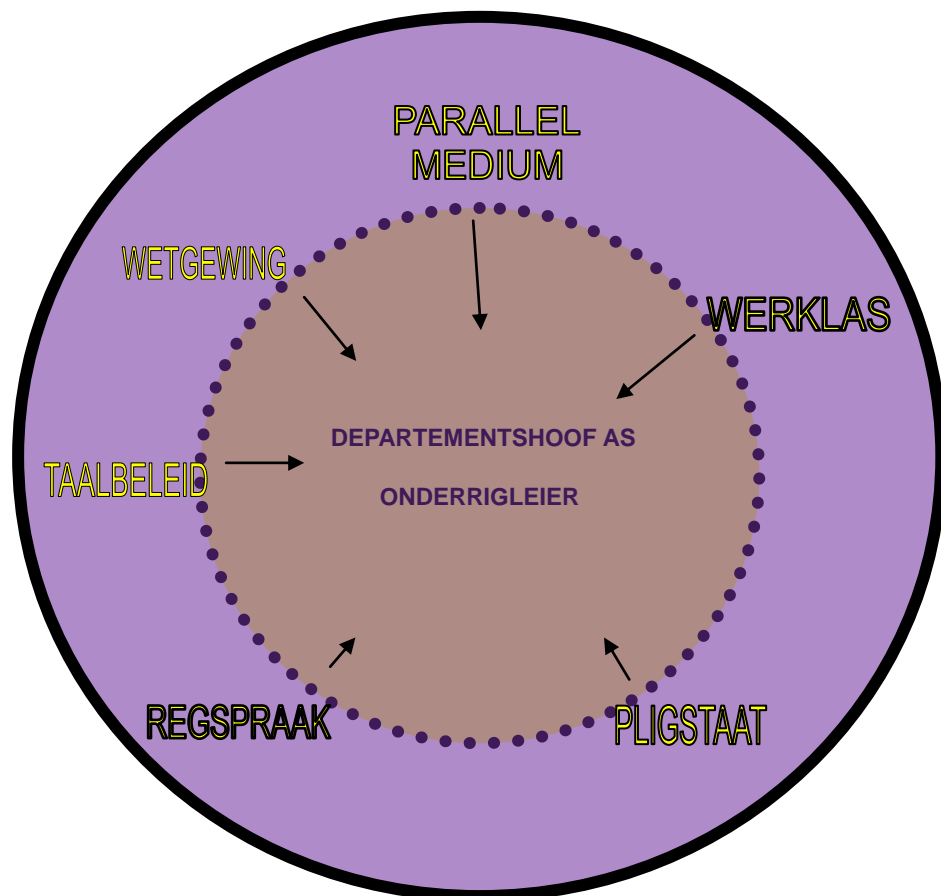 PARALLEL
MEDIUM
WETGEWING
WERKLAS
DEPARTEMENTSHOOF AS
ONDERRIGLEIER
TAALBELEID
REGSPRAAK
PLIGSTAAT